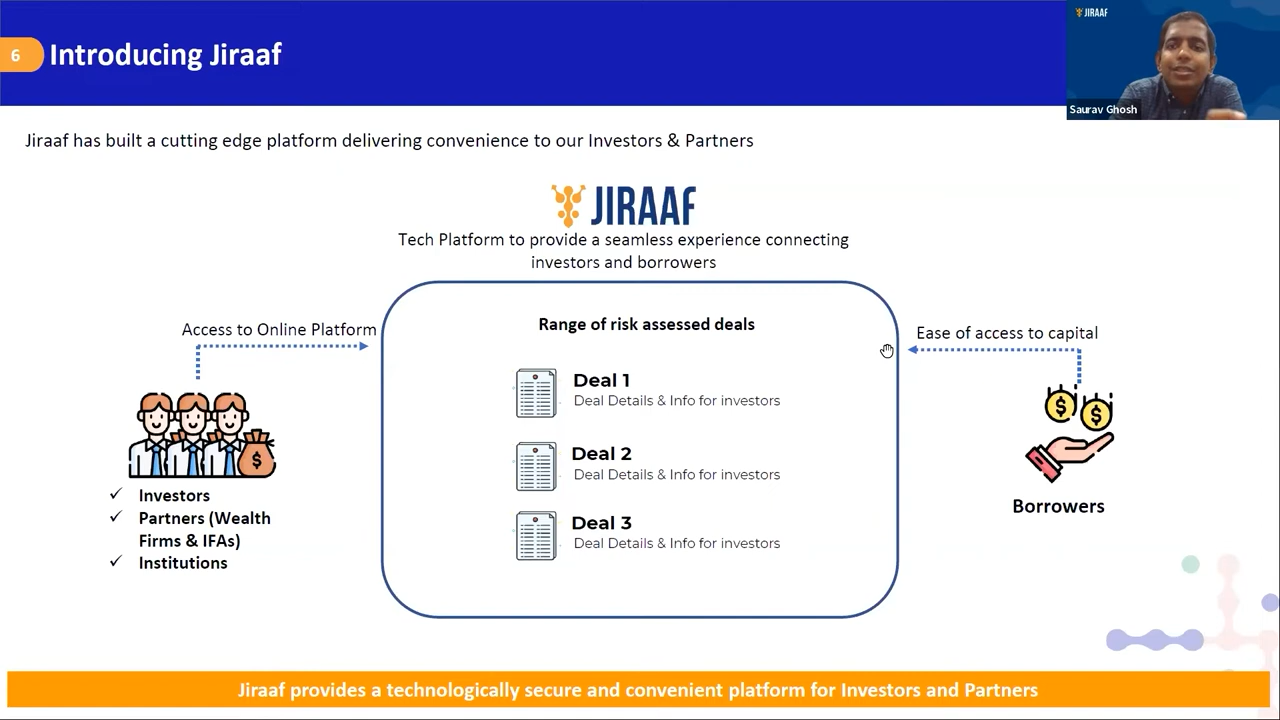 6
Introducing Jiraaf
JIRAAF
Saurav Ghosh
Jiraaf has built a cutting edge platform delivering convenience to our Investors & Partners
JIRAAF
Tech Platform to provide a seamless experience connecting
investors and borrowers
Access to Online Platform
Range of risk assessed deals
Ease of access to capital
Deal 1
Deal Details & Info for investors
Deal 2
Deal Details & Info for investors
Deal 3
Deal Details & Info for investors
$
✓ Investors
✓ Partners (Wealth
Firms & IFAs)
✓ Institutions
$ $
Borrowers
Jiraaf provides a technologically secure and convenient platform for Investors and Partners